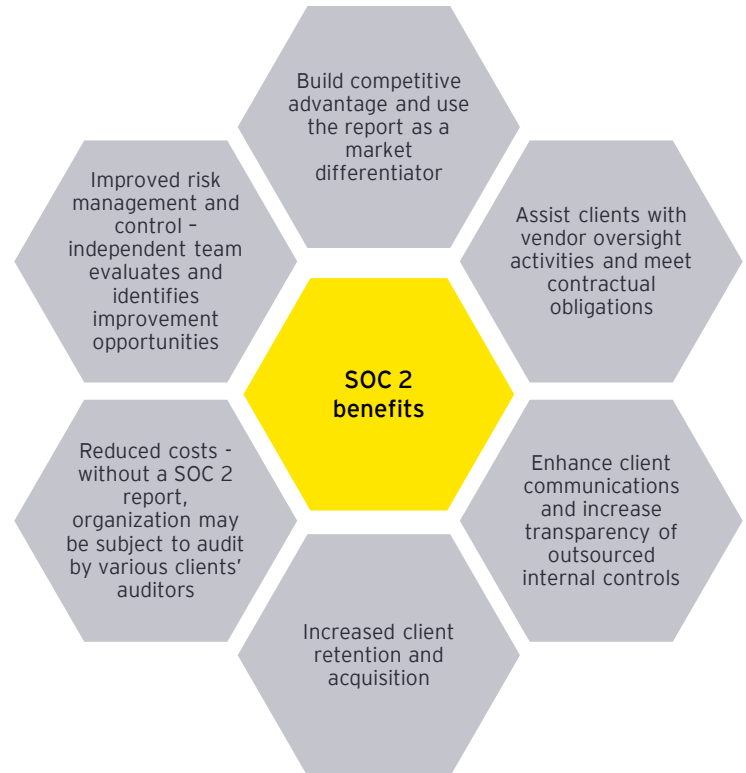 Build competitive
advantage and use
the report as a
market
differentiator
Improved risk
management and
control –
independent team
evaluates and
identifies
improvement
opportunities
Assist clients with
vendor oversight
activities and meet
contractual
obligations
SOC 2
benefits
Reduced costs -
without a SOC 2
report,
organization may
be subject to audit
by various clients’
auditors
Enhance client
communications
and increase
transparency of
outsourced
internal controls
Increased client
retention and
acquisition